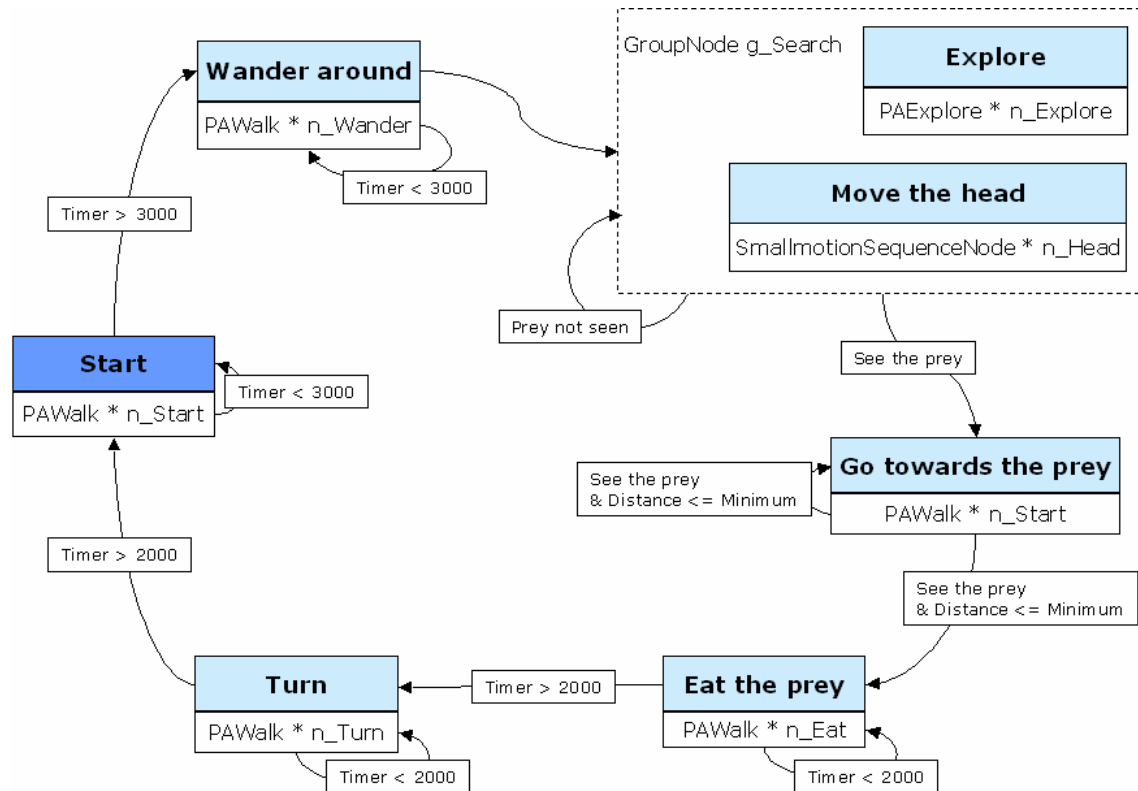 GroupNode g_Search
Explore
PAExplore * n_Explore
Move the head
SmallmotionSequenceNode * n_Head
Wander around
PAWalk * n_Wander
Timer < 3000
Timer > 3000
Prey not seen
See the prey
Start
PAWalk * n_Start
Timer < 3000
Go towards the prey
PAWalk * n_Start
See the prey
& Distance <= Minimum
See the prey
& Distance <= Minimum
Timer > 2000
Turn
PAWalk * n_Turn
Timer < 2000
Timer > 2000
Eat the prey
PAWalk * n_Eat
Timer < 2000